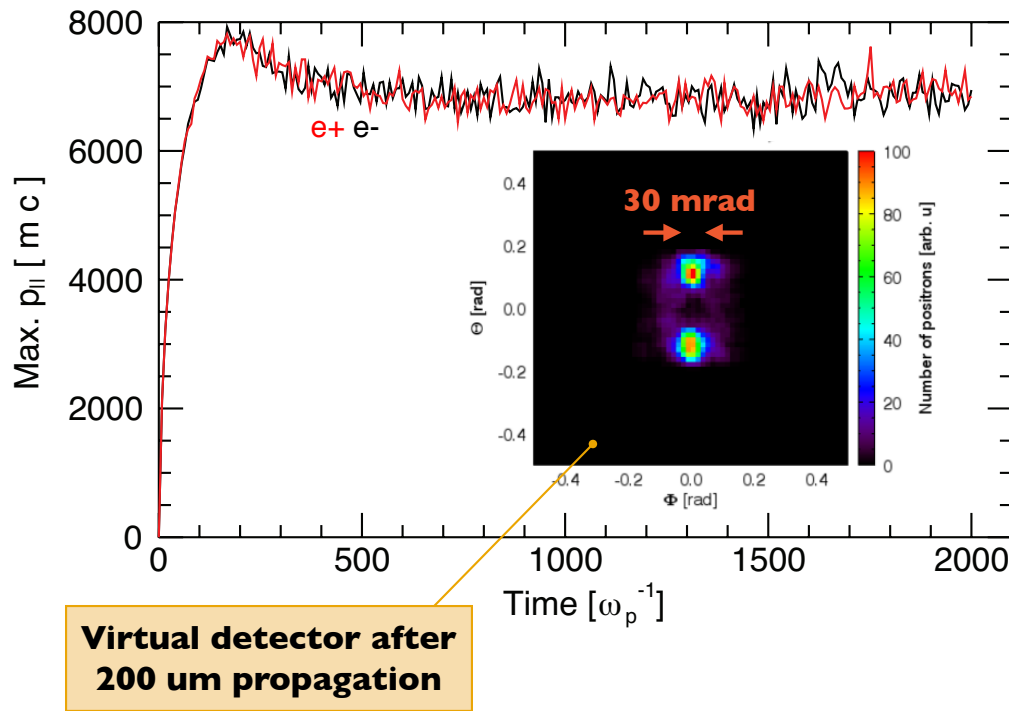 8000
6000
4000
2000
0
Max. p|| [ m c ]
e+ e-
0
500
1000
1500
2000
Time [ωp-1]
30 mrad
0.4
0.2
0.0
-0.2
-0.4
Θ [rad]
-0.4
-0.2
0.0
0.2
0.4
Φ [rad]
100
80
60
40
20
0
Number of positrons [arb. u]
Virtual detector after
200 um propagation